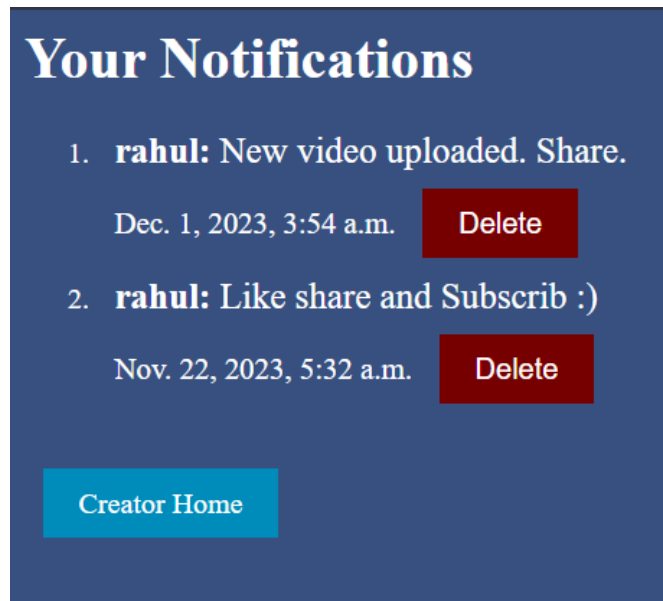 Your Notifications
1. rahul: New video uploaded. Share.
Dec. 1, 2023, 3:54 a.m. Delete
2. rahul: Like share and Subscrib :)
Nov. 22, 2023, 5:32 a.m. Delete
Creator Home